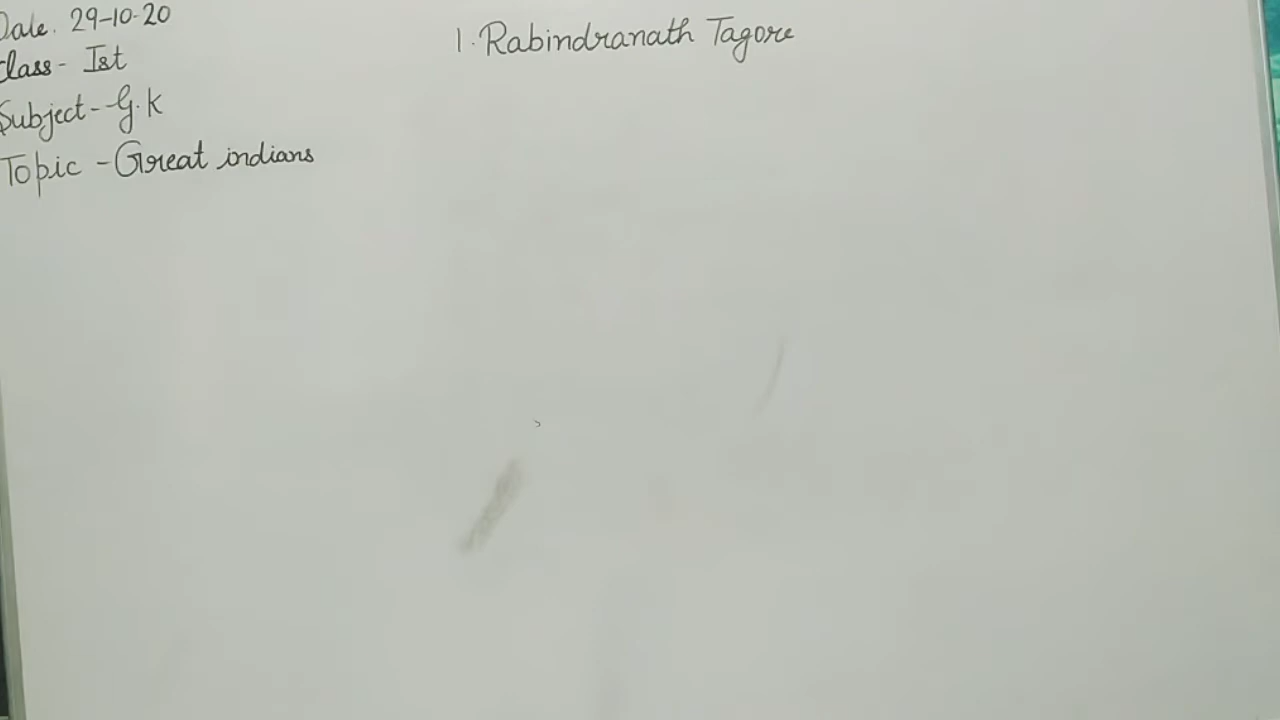 Date. 29-10-20
Class - Ist
Subject - G.K
Topic - Great indians
1. Rabindranath Tagore